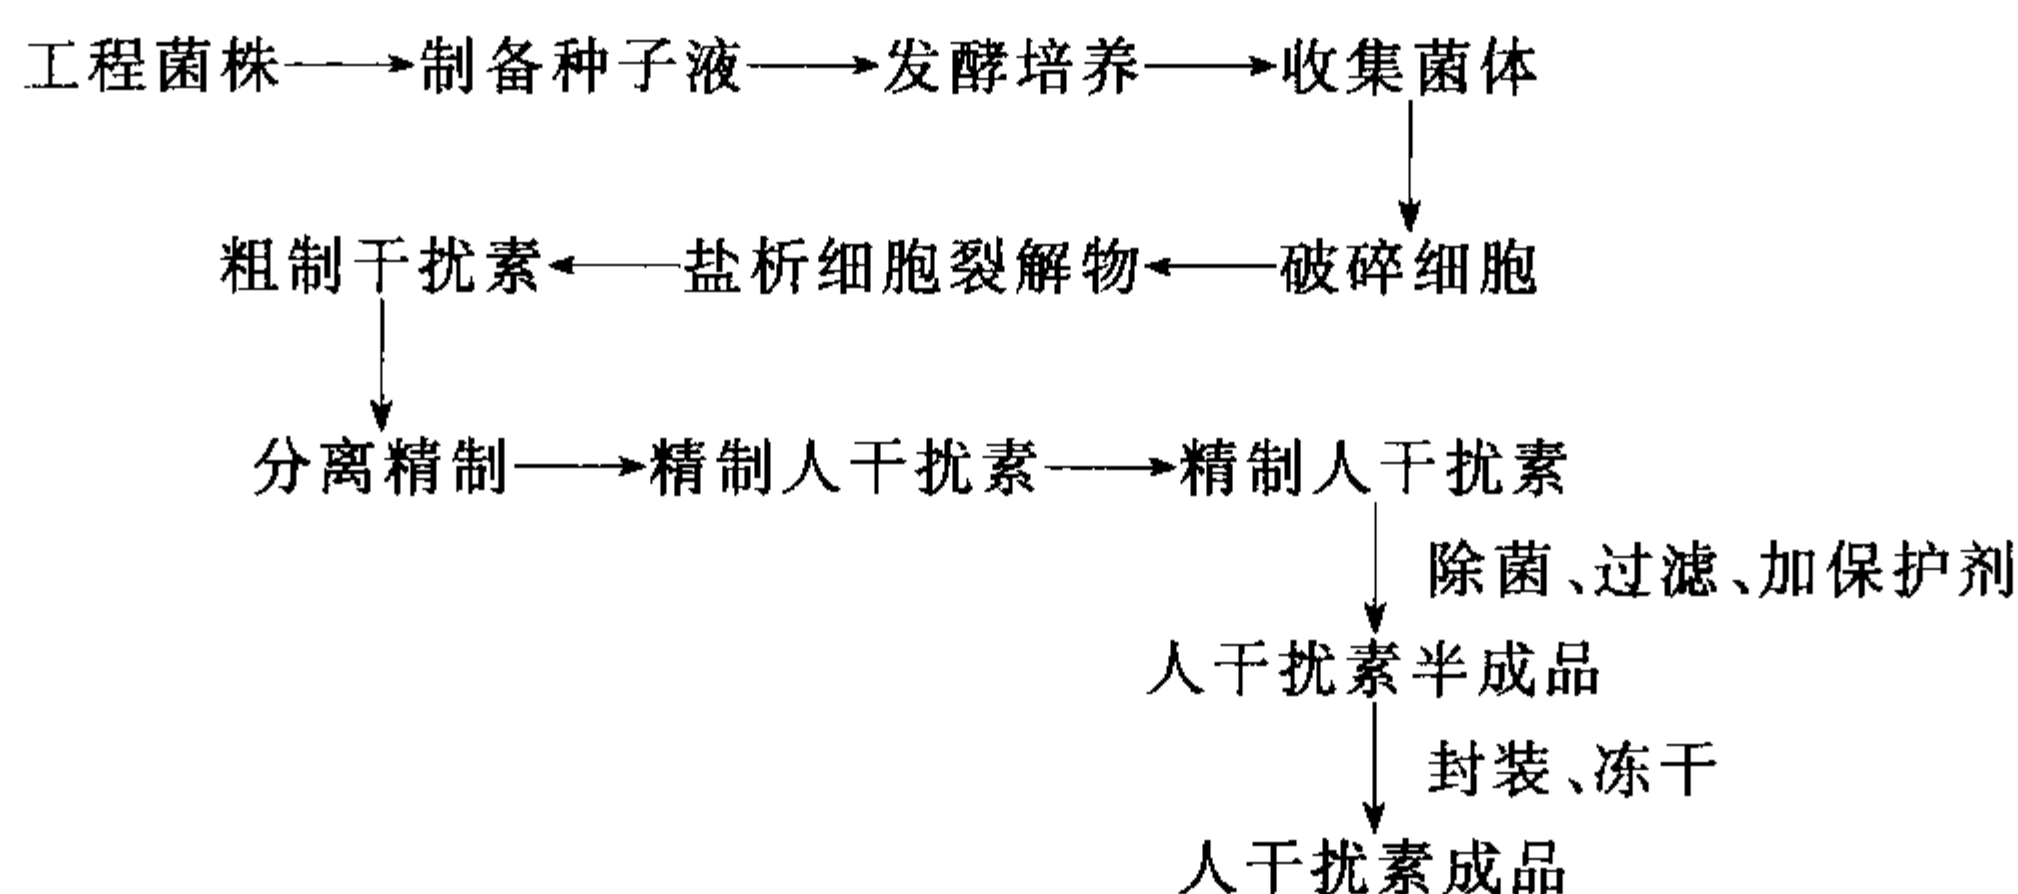 工程菌株 制备种子液 发酵培养 收集菌体
粗制干扰素 盐析细胞裂解物 破碎细胞
分离精制 精制人干扰素 精制人干扰素
除菌、过滤、加保护剂
人干扰素半成品
封装、冻干
人干扰素成品